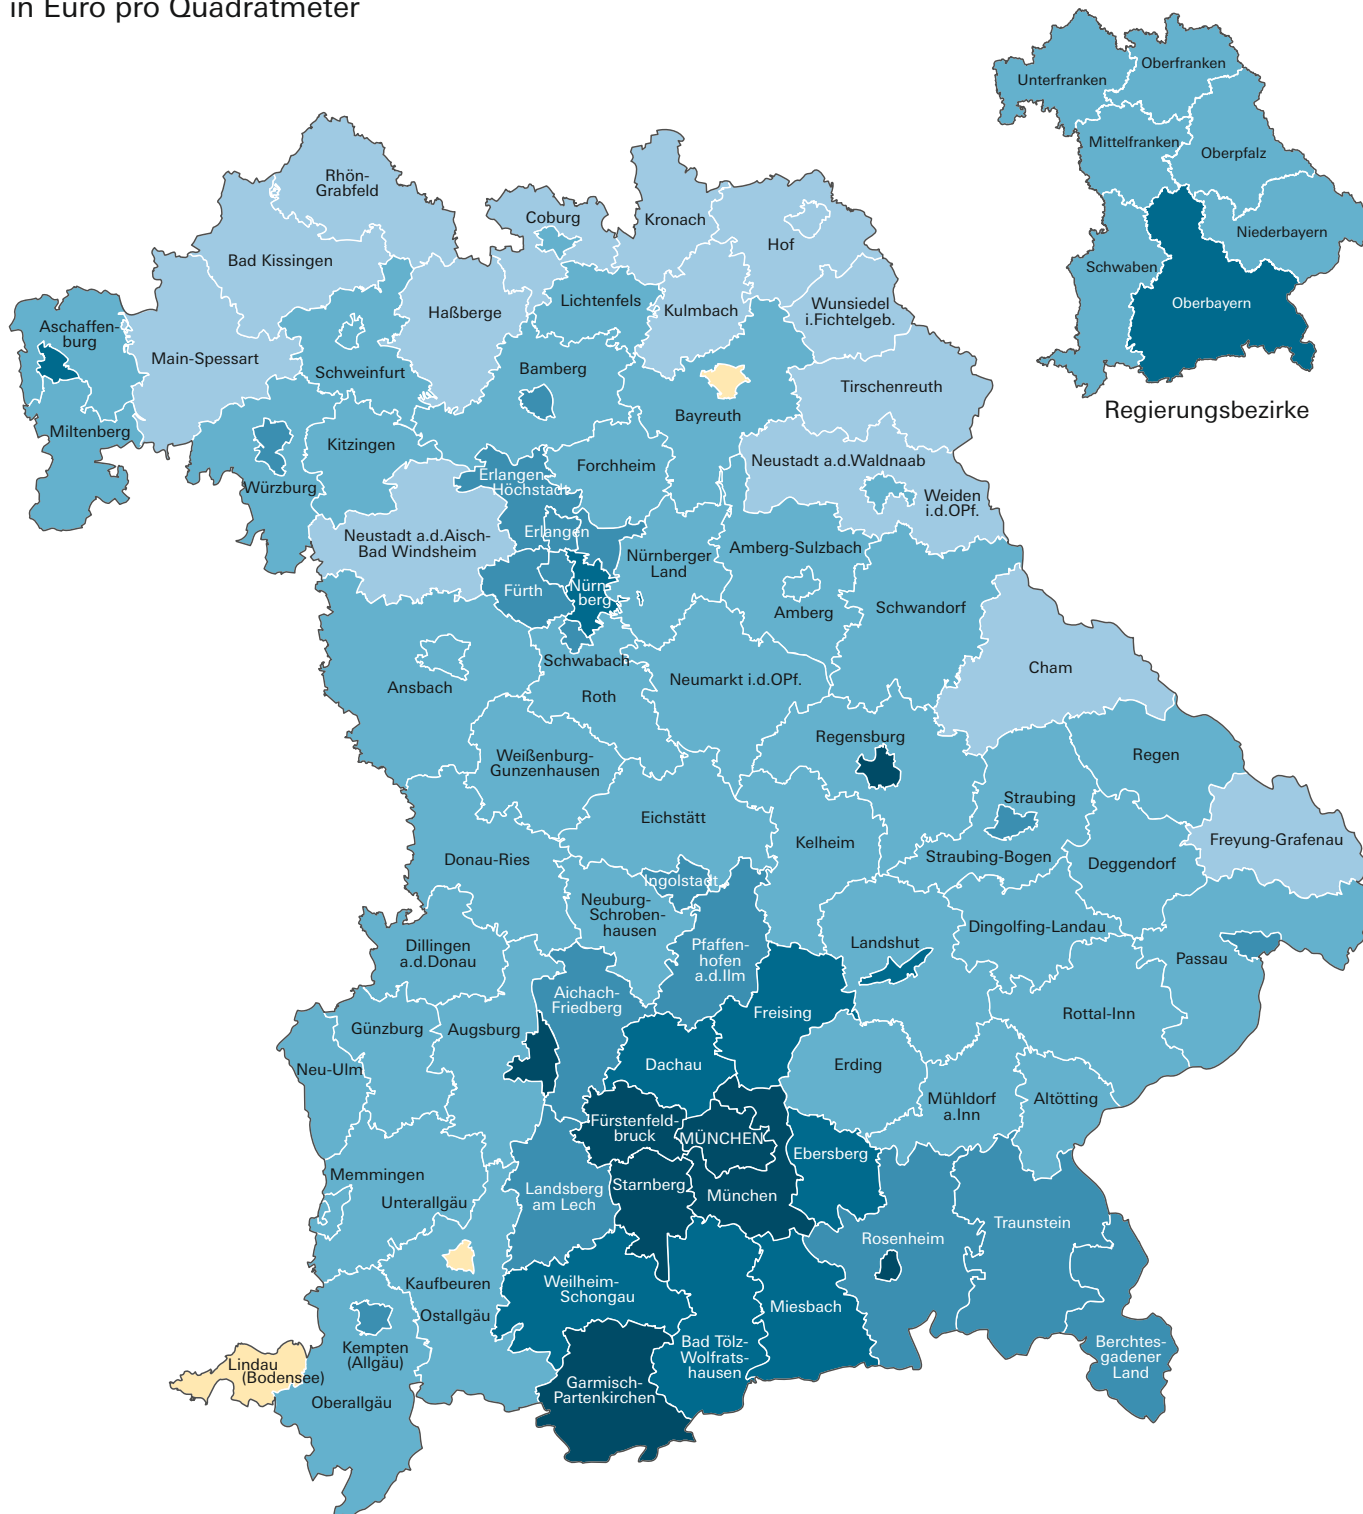 in Euro pro Quadratmeter
Unterfranken
Oberfranken
Mittelfranken
Oberpfalz
Niederbayern
Schwaben
Oberbayern
Regierungsbezirke
Rhön-
Grabfeld
Coburg
Kronach
Hof
Bad Kissingen
Lichtenfels
Kulmbach
Wunsiedel
i.Fichtelgeb.
Haßberge
Aschaffen-
burg
Main-Spessart
Schweinfurt
Bamberg
Tirschenreuth
Bayreuth
Miltenberg
Kitzingen
Würzburg
Forchheim
Neustadt a.d.Waldnaab
Weiden
i.d.OPf.
Erlangen-
Höchstadt
Erlangen
Neustadt a.d.Aisch-
Bad Windsheim
Nürnberger
Land
Amberg-Sulzbach
Fürth
Nürn-
berg
Amberg
Schwandorf
Schwabach
Roth
Ansbach
Neumarkt i.d.OPf.
Cham
Regensburg
Weißenburg-
Gunzenhausen
Regen
Straubing
Eichstätt
Kelheim
Freyung-Grafenau
Donau-Ries
Straubing-Bogen
Deggendorf
Ingolstadt
Neuburg-
Schroben-
hausen
Dillingen
a.d.Donau
Pfaffen-
hofen
a.d.Ilm
Landshut
Dingolfing-Landau
Passau
Aichach-
Friedberg
Freising
Rottal-Inn
Günzburg
Augsburg
Neu-Ulm
Dachau
Erding
Mühldorf
a.Inn
Altötting
Fürstenfeld-
bruck
MÜNCHEN
Ebersberg
Memmingen
Unterallgäu
Landsberg
am Lech
Starnberg
München
Rosenheim
Traunstein
Kaufbeuren
Ostallgäu
Weilheim-
Schongau
Miesbach
Kempten
(Allgäu)
Lindau
(Bodensee)
Oberallgäu
Garmisch-
Partenkirchen
Bad Tölz-
Wolfrats-
hausen
Berchtes-
gadener
Land